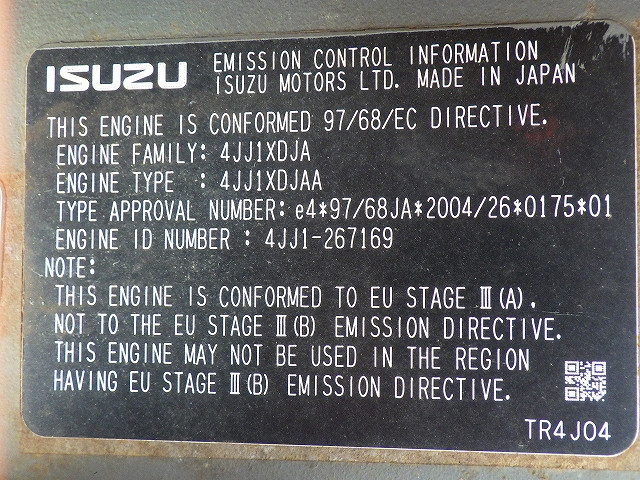 ISUZU EMISSION CONTROL INFORMATION
ISUZU MOTORS LTD. MADE IN JAPAN
THIS ENGINE IS CONFORMED 97/68/EC DIRECTIVE.
ENGINE FAMILY: 4JJ1XDJA
ENGINE TYPE : 4JJ1XDJAA
TYPE APPROVAL NUMBER: e4*97/68JA*2004/26*0175*01
ENGINE ID NUMBER : 4JJ1-267169
NOTE:
THIS ENGINE IS CONFORMED TO EU STAGE Ⅲ(A),
NOT TO THE EU STAGE Ⅲ(B) EMISSION DIRECTIVE.
THIS ENGINE MAY NOT BE USED IN THE REGION
HAVING EU STAGE Ⅲ(B) EMISSION DIRECTIVE.
TR4J04